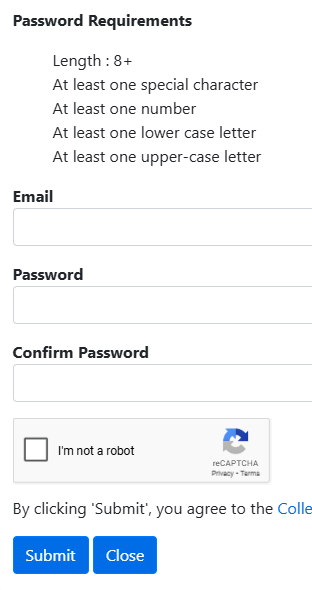 Password Requirements
Length : 8+
At least one special character
At least one number
At least one lower case letter
At least one upper-case letter
Email
Password
Confirm Password
I'm not a robot
reCAPTCHA
Privacy - Terms
By clicking 'Submit', you agree to the Colle
Submit Close